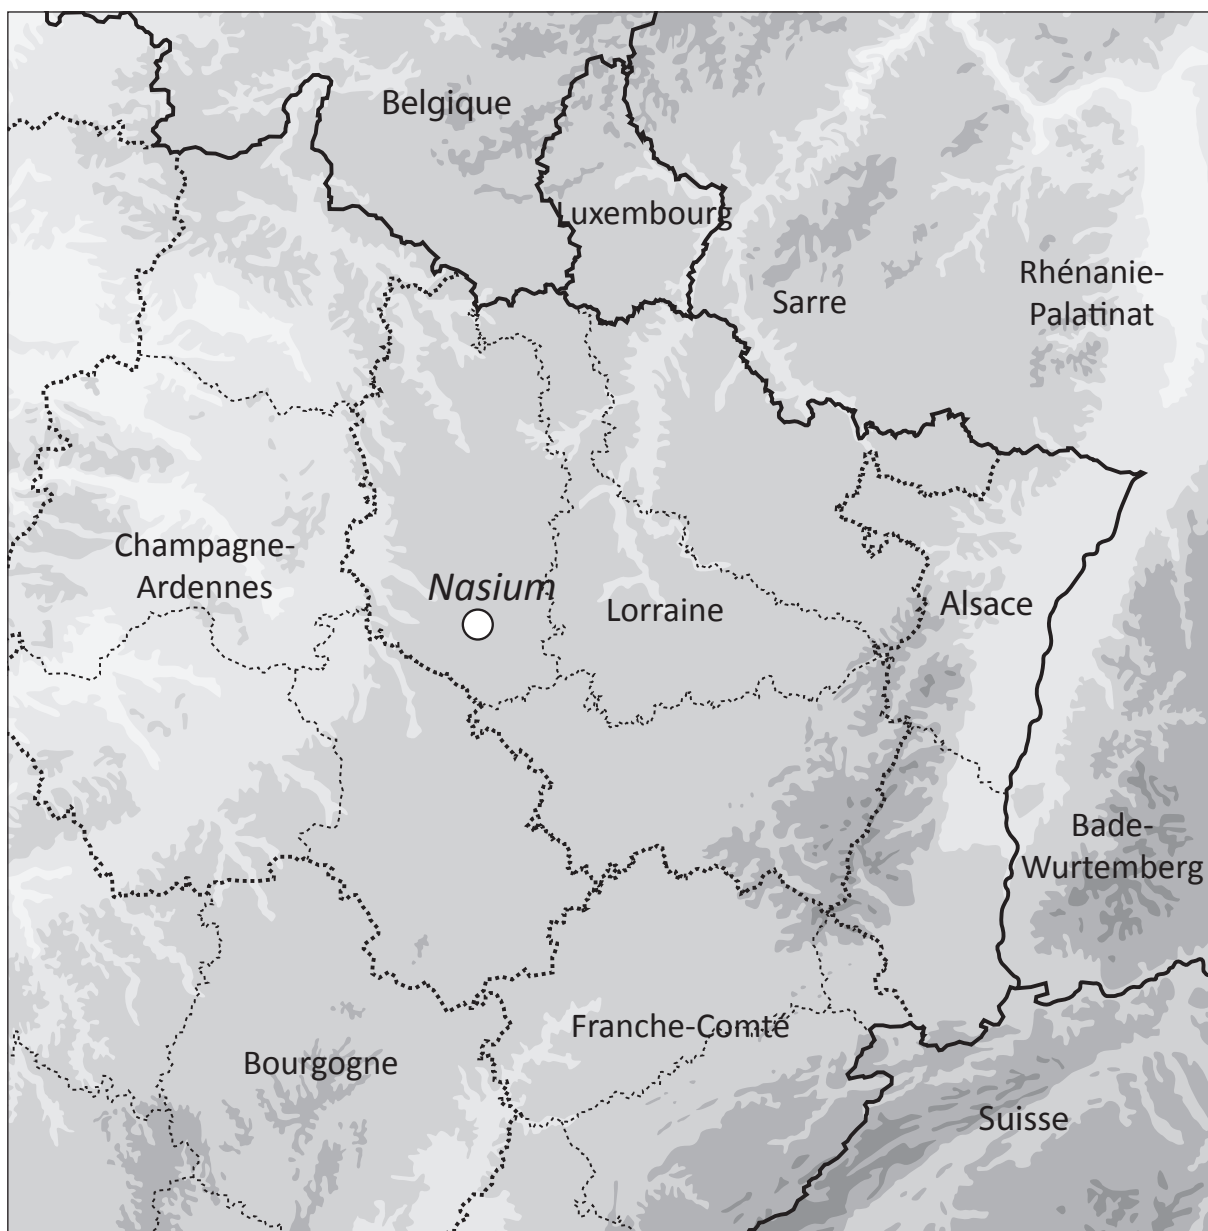 Belgique
Luxembourg
Rhénanie-
Palatinat
Sarre
Champagne-
Ardennes
Nasium
Lorraine
Alsace
Bade-
Wurtemberg
Franche-Comté
Bourgogne
Suisse